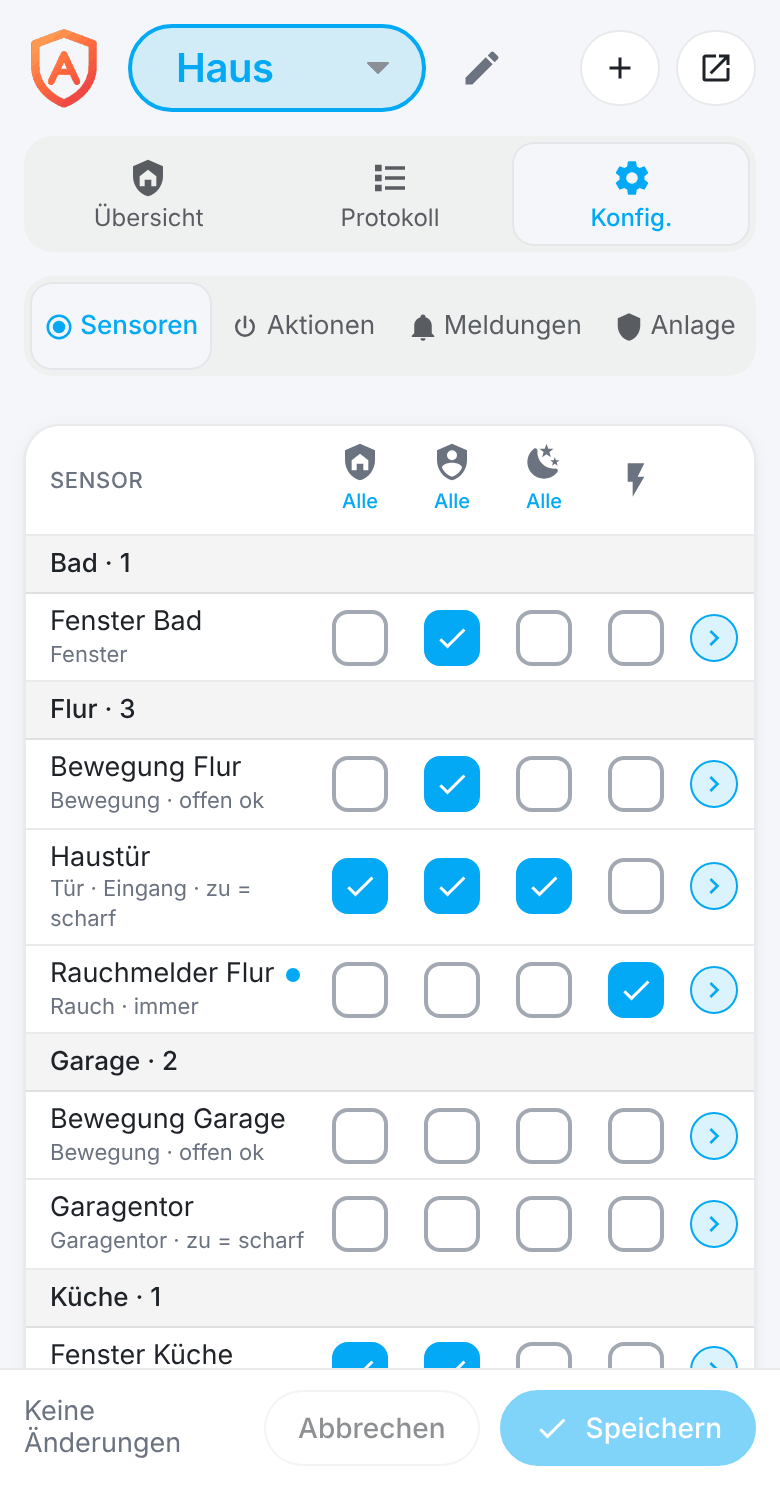 Haus
Übersicht
Protokoll
Konfig.
Sensoren
Aktionen
Meldungen
Anlage
SENSOR
Alle
Alle
Alle
Bad · 1
Fenster Bad
Fenster
Flur · 3
Bewegung Flur
Bewegung · offen ok
Haustür
Tür · Eingang · zu =
scharf
Rauchmelder Flur
Rauch · immer
Garage · 2
Bewegung Garage
Bewegung · offen ok
Garagentor
Garagentor · zu = scharf
Küche · 1
Fenster Küche
Keine
Änderungen
Abbrechen
Speichern